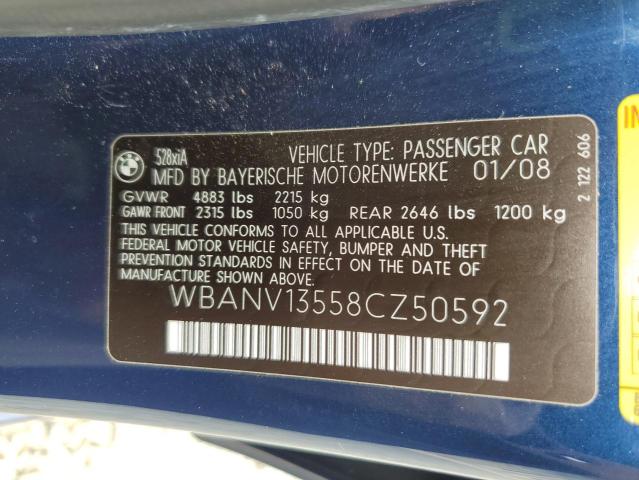 BMW
528xiA
VEHICLE TYPE: PASSENGER CAR
MFD BY BAYERISCHE MOTORENWERKE 01/08
GVWR 4883 lbs 2215 kg
GAWR FRONT 2315 lbs 1050 kg REAR 2646 lbs 1200 kg
THIS VEHICLE CONFORMS TO ALL APPLICABLE U.S.
FEDERAL MOTOR VEHICLE SAFETY, BUMPER AND THEFT
PREVENTION STANDARDS IN EFFECT ON THE DATE OF
MANUFACTURE SHOWN ABOVE.
WBANV13558CZ50592
2 122 606